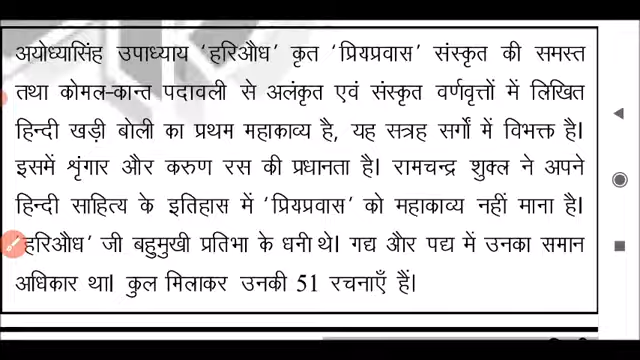 अयोध्यासिंह उपाध्याय 'हरिऔध' कृत 'प्रियप्रवास' संस्कृत की समस्त
तथा कोमल-कान्त पदावली से अलंकृत एवं संस्कृत वर्णवृत्तों में लिखित
हिन्दी खड़ी बोली का प्रथम महाकाव्य है, यह सत्रह सर्गों में विभक्त है।
इसमें शृंगार और करुण रस की प्रधानता है। रामचन्द्र शुक्ल ने अपने
हिन्दी साहित्य के इतिहास में 'प्रियप्रवास' को महाकाव्य नहीं माना है।
'हरिऔध' जी बहुमुखी प्रतिभा के धनी थे। गद्य और पद्य में उनका समान
अधिकार था। कुल मिलाकर उनकी 51 रचनाएँ हैं।